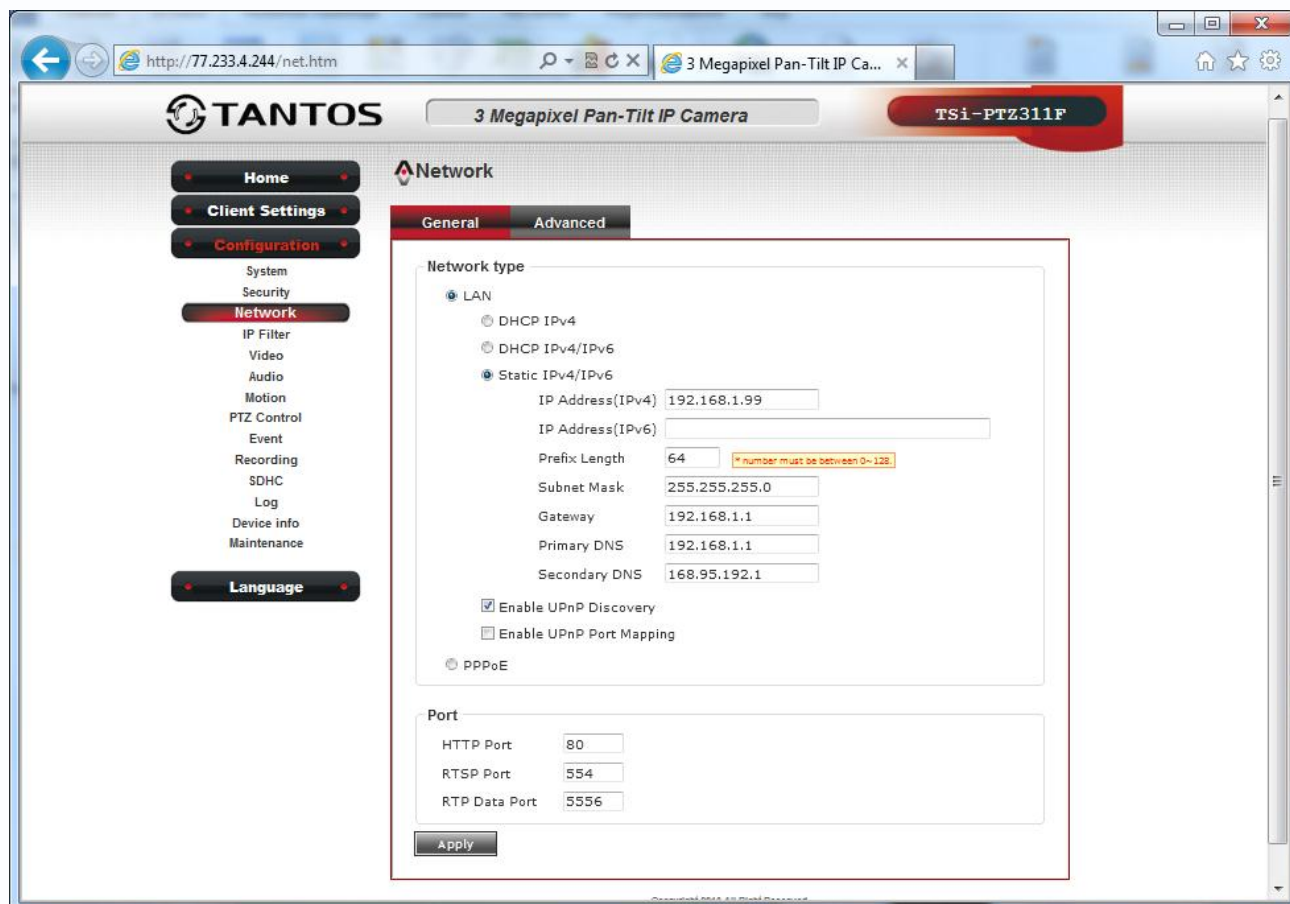 http://77.233.4.244/net.htm
3 Megapixel Pan-Tilt IP Ca...
TANTOS
3 Megapixel Pan-Tilt IP Camera
TSi-PTZ311F
Home
Client Settings
Configuration
System
Security
Network
IP Filter
Video
Audio
Motion
PTZ Control
Event
Recording
SDHC
Log
Device info
Maintenance
Language
Network
General Advanced
Network type
LAN
DHCP IPv4
DHCP IPv4/IPv6
Static IPv4/IPv6
IP Address(IPv4) 192.168.1.99
IP Address(IPv6)
Prefix Length 64 * number must be between 0~128.
Subnet Mask 255.255.255.0
Gateway 192.168.1.1
Primary DNS 192.168.1.1
Secondary DNS 168.95.192.1
Enable UPnP Discovery
Enable UPnP Port Mapping
PPPoE
Port
HTTP Port 80
RTSP Port 554
RTP Data Port 5556
Apply